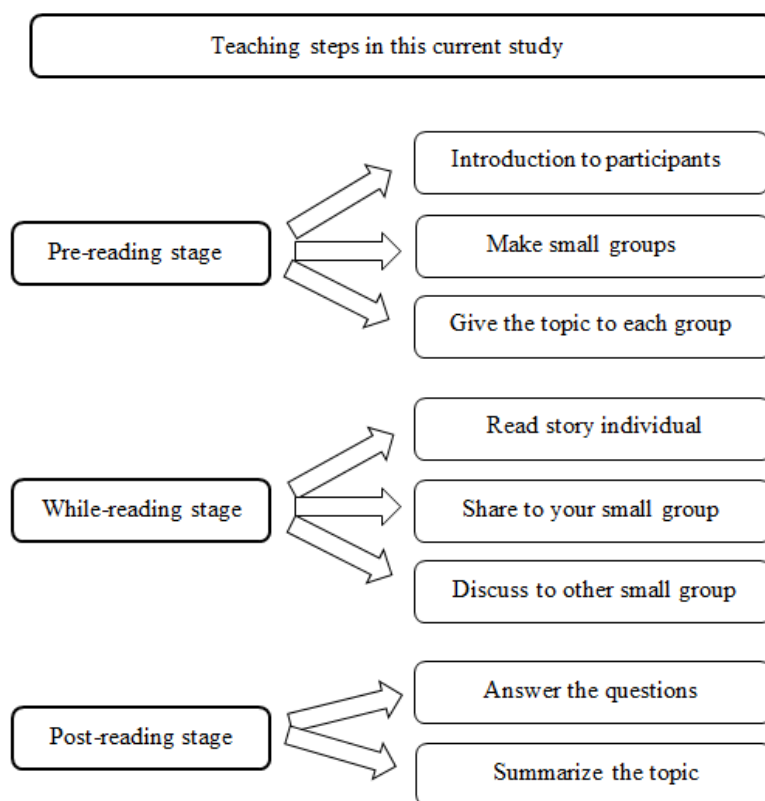 Teaching steps in this current study
Introduction to participants
Pre-reading stage
Make small groups
Give the topic to each group
Read story individual
While-reading stage
Share to your small group
Discuss to other small group
Answer the questions
Post-reading stage
Summarize the topic